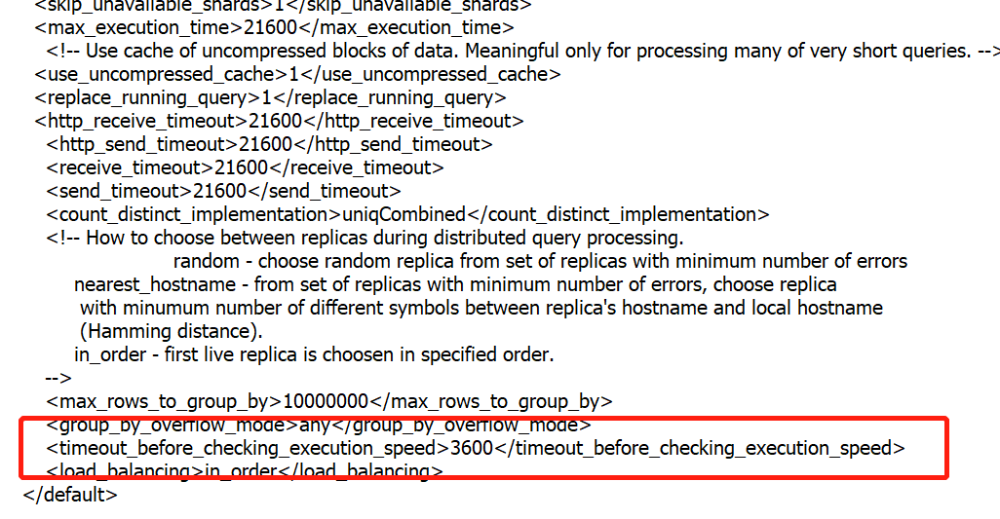 <skip_unavailable_shards>1</skip_unavailable_shards>
<max_execution_time>21600</max_execution_time>
<!-- Use cache of uncompressed blocks of data. Meaningful only for processing many of very short queries. -->
<use_uncompressed_cache>1</use_uncompressed_cache>
<replace_running_query>1</replace_running_query>
<http_receive_timeout>21600</http_receive_timeout>
<http_send_timeout>21600</http_send_timeout>
<receive_timeout>21600</receive_timeout>
<send_timeout>21600</send_timeout>
<count_distinct_implementation>uniqCombined</count_distinct_implementation>
<!-- How to choose between replicas during distributed query processing.
random - choose random replica from set of replicas with minimum number of errors
nearest_hostname - from set of replicas with minimum number of errors, choose replica
with minumum number of different symbols between replica's hostname and local hostname
(Hamming distance).
in_order - first live replica is choosen in specified order.
-->
<max_rows_to_group_by>10000000</max_rows_to_group_by>
<group_by_overflow_mode>any</group_by_overflow_mode>
<timeout_before_checking_execution_speed>3600</timeout_before_checking_execution_speed>
<load_balancing>in_order</load_balancing>
</default>